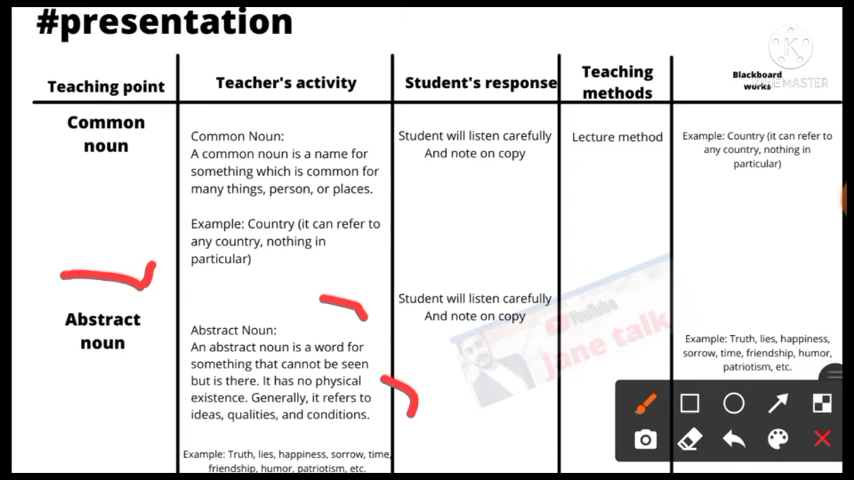 #presentation
Teaching point
Teacher's activity
Student's response
Teaching
methods
Blackboard
works
KINEMASTER
Common
noun
Common Noun:
A common noun is a name for
something which is common for
many things, person, or places.
Example: Country (it can refer to
any country, nothing in
particular)
Student will listen carefully
And note on copy
Lecture method
Example: Country (it can refer to
any country, nothing in
particular)
Abstract
noun
Abstract Noun:
An abstract noun is a word for
something that cannot be seen
but is there. It has no physical
existence. Generally, it refers to
ideas, qualities, and conditions.
Example: Truth, lies, happiness, sorrow, time,
friendship, humor, patriotism, etc.
Student will listen carefully
And note on copy
YouTube
Jane talk
Example: Truth, lies, happiness,
sorrow, time, friendship, humor,
patriotism, etc.